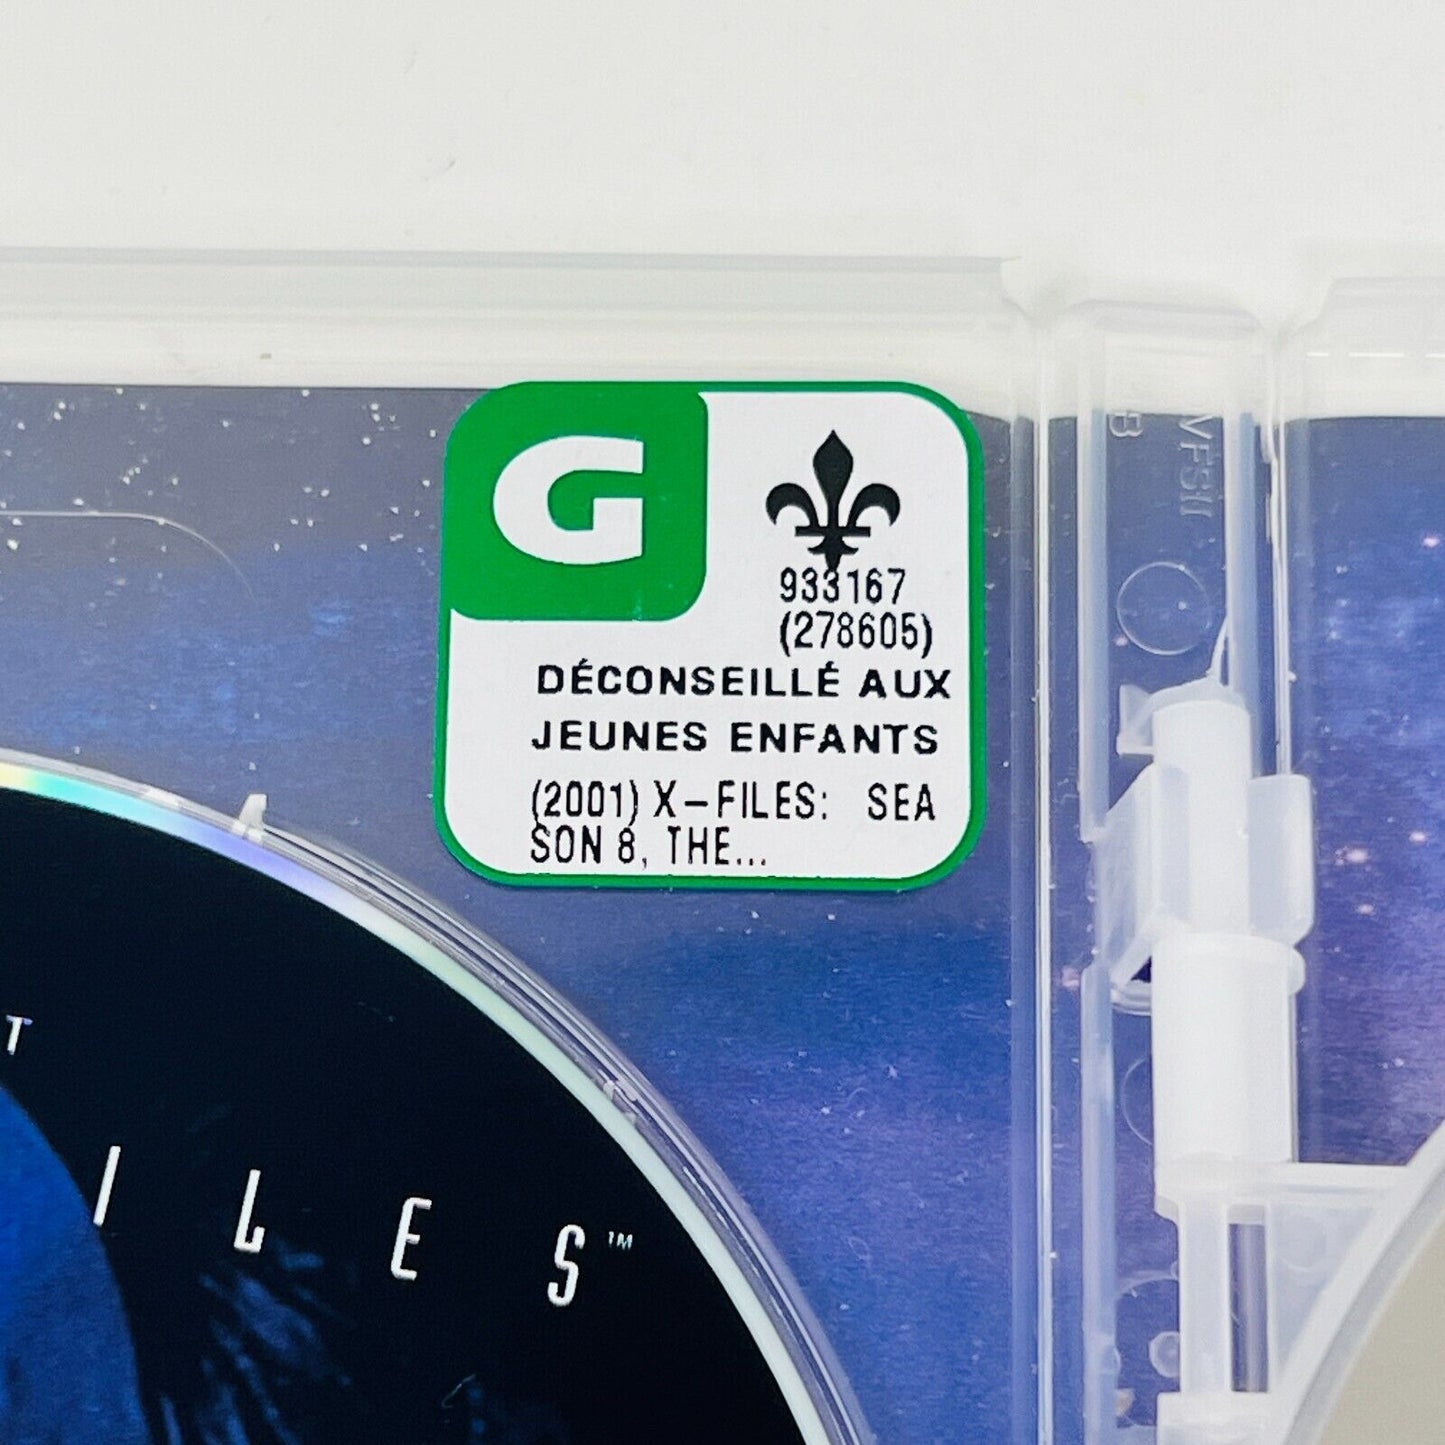 G
933167
(278605)
DÉCONSEILLÉ AUX
JEUNES ENFANTS
(2001) X-FILES: SEA
SON 8, THE...
T
ILES™